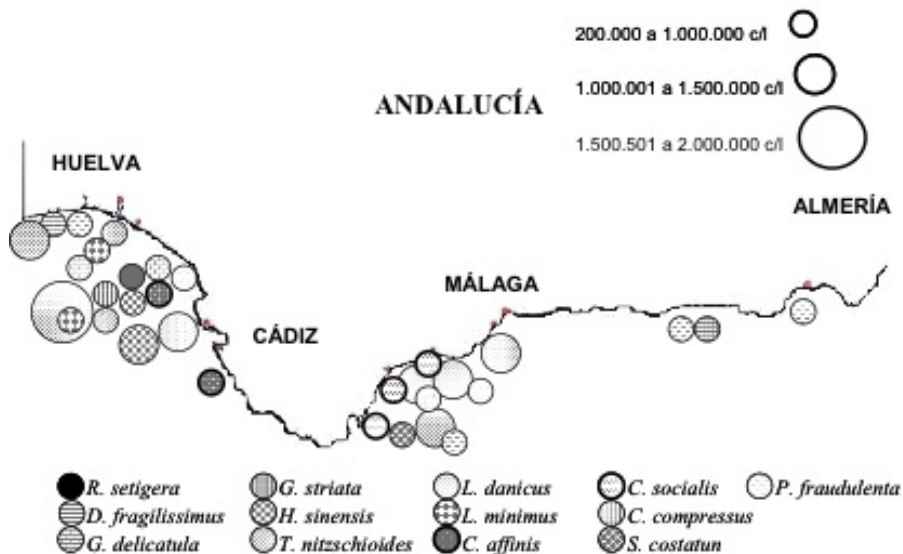 200.000 a 1.000.000 c/l
1.000.001 a 1.500.000 c/l
ANDALUCÍA
1.500.501 a 2.000.000 c/l
HUELVA
ALMERÍA
MÁLAGA
CÁDIZ
R. setigera G. striata L. danicus C. socialis P. fraudulenta
D. fragilissimus H. sinensis L. minimus C. compressus
G. delicatula T. nitzschioides C. affinis S. costatun